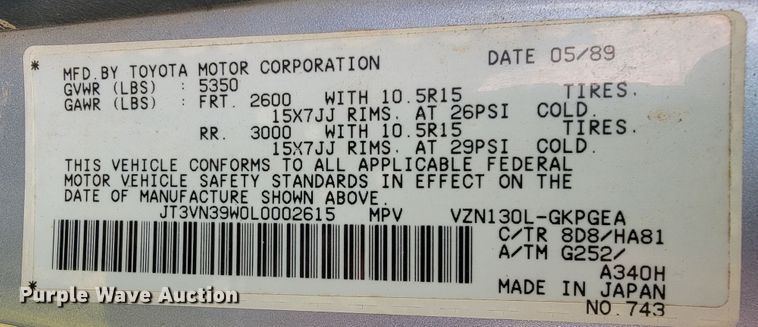 MFD.BY TOYOTA MOTOR CORPORATION DATE 05/89
GVWR (LBS) : 5350
GAWR (LBS) : FRT. 2600 WITH 10.5R15 TIRES.
15X7JJ RIMS. AT 26PSI COLD.
RR. 3000 WITH 10.5R15 TIRES.
15X7JJ RIMS. AT 29PSI COLD.
THIS VEHICLE CONFORMS TO ALL APPLICABLE FEDERAL
MOTOR VEHICLE SAFETY STANDARDS IN EFFECT ON THE
DATE OF MANUFACTURE SHOWN ABOVE.
JT3VN39W0L0002615 MPV VZN130L-GKPGEA
C/TR 8D8/HA81
A/TM G252/
A340H
MADE IN JAPAN
NO.743
Purple Wave Auction